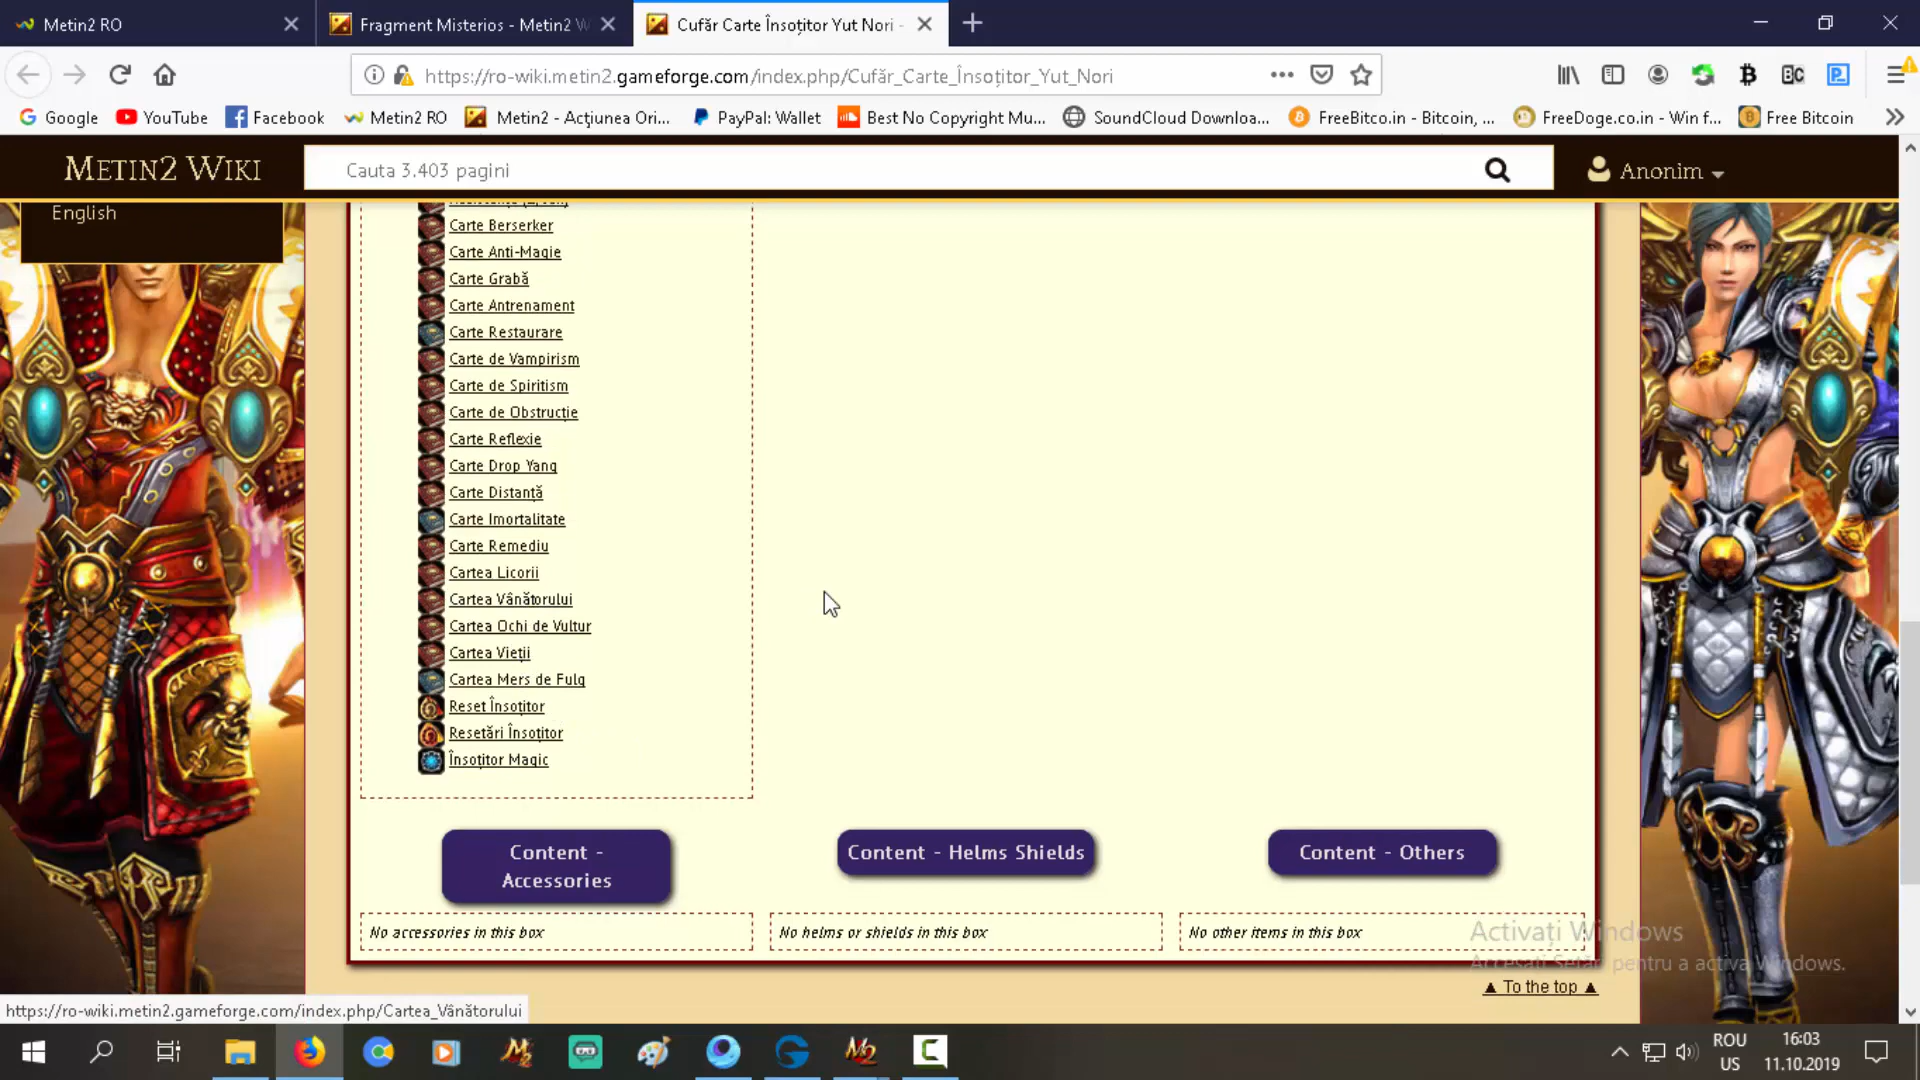 Metin2 RO
Fragment Misterios - Metin2 W
Cufăr Carte Însoțitor Yut Nori -
https://ro-wiki.metin2.gameforge.com/index.php/Cufăr_Carte_Însoțitor_Yut_Nori
Google
YouTube
Facebook
Metin2 RO
Metin2 - Acţiunea Ori...
PayPal: Wallet
Best No Copyright Mu...
SoundCloud Downloa...
FreeBitco.in - Bitcoin, ...
FreeDoge.co.in - Win f...
Free Bitcoin
METIN2 WIKI
Cauta 3.403 pagini
Anonim
English
Carte Berserker
Carte Anti-Magie
Carte Grabă
Carte Antrenament
Carte Restaurare
Carte de Vampirism
Carte de Spiritism
Carte de Obstrucție
Carte Reflexie
Carte Drop Yang
Carte Distanță
Carte Imortalitate
Carte Remediu
Cartea Licorii
Cartea Vânătorului
Cartea Ochi de Vultur
Cartea Vieții
Cartea Mers de Fulg
Reset Însoțitor
Resetări Însoțitor
Însoțitor Magic
Content -
Accessories
Content - Helms Shields
Content - Others
No accessories in this box
No helms or shields in this box
No other items in this box
Activați Windows
Accesați Setări pentru a activa Windows.
▲ To the top ▲
https://ro-wiki.metin2.gameforge.com/index.php/Cartea_Vânătorului
ROU
US
16:03
11.10.2019